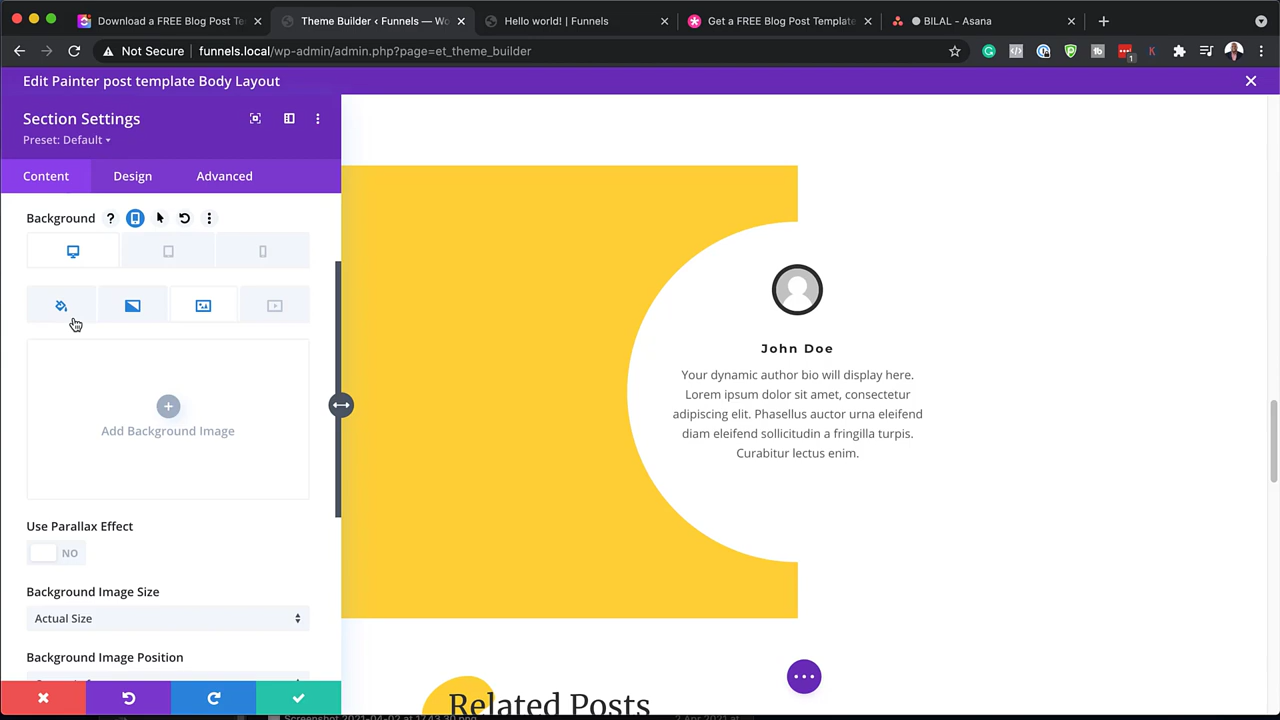 Download a FREE Blog Post Te
Theme Builder ‹ Funnels — Wo
Hello world! | Funnels
Get a FREE Blog Post Template
BILAL - Asana
Not Secure
funnels.local/wp-admin/admin.php?page=et_theme_builder
1
K
Edit Painter post template Body Layout
Section Settings
Preset: Default
Content
Design
Advanced
Background
?
Add Background Image
Use Parallax Effect
NO
Background Image Size
Actual Size
Background Image Position
John Doe
Your dynamic author bio will display here.
Lorem ipsum dolor sit amet, consectetur
adipiscing elit. Phasellus auctor urna eleifend
diam eleifend sollicitudin a fringilla turpis.
Curabitur lectus enim.
Related Posts